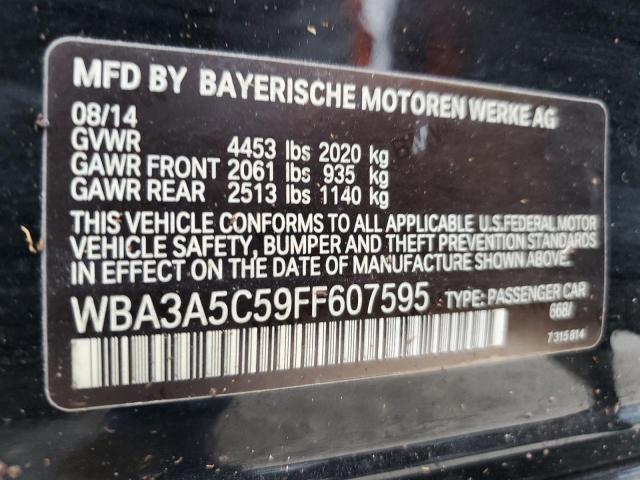 MFD BY BAYERISCHE MOTOREN WERKE AG
08/14
GVWR 4453 lbs 2020 kg
GAWR FRONT 2061 lbs 935 kg
GAWR REAR 2513 lbs 1140 kg
THIS VEHICLE CONFORMS TO ALL APPLICABLE U.S.FEDERAL MOTOR
VEHICLE SAFETY, BUMPER AND THEFT PREVENTION STANDARDS
IN EFFECT ON THE DATE OF MANUFACTURE SHOWN ABOVE.
WBA3A5C59FF607595 TYPE: PASSENGER CAR
668/
7315814